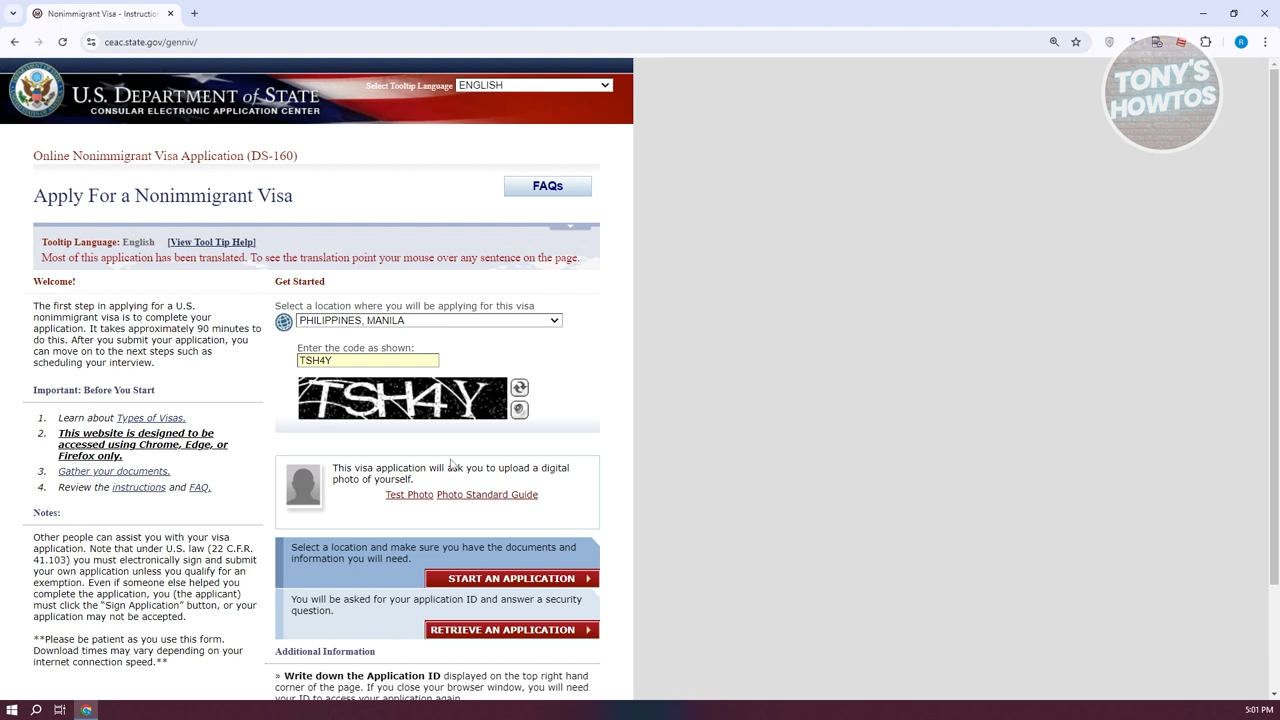 Nonimmigrant Visa - Instructio
ceac.state.gov/genniv/
R
TONY'S
HOWTOS
U.S. DEPARTMENT of STATE
CONSULAR ELECTRONIC APPLICATION CENTER
Select Tooltip Language ENGLISH
Online Nonimmigrant Visa Application (DS-160)
Apply For a Nonimmigrant Visa
FAQs
Tooltip Language: English [View Tool Tip Help]
Most of this application has been translated. To see the translation point your mouse over any sentence on the page.
Welcome!
The first step in applying for a U.S.
nonimmigrant visa is to complete your
application. It takes approximately 90 minutes to
do this. After you submit your application, you
can move on to the next steps such as
scheduling your interview.
Important: Before You Start
1. Learn about Types of Visas.
2. This website is designed to be
accessed using Chrome, Edge, or
Firefox only.
3. Gather your documents.
4. Review the instructions and FAQ.
Notes:
Other people can assist you with your visa
application. Note that under U.S. law (22 C.F.R.
41.103) you must electronically sign and submit
your own application unless you qualify for an
exemption. Even if someone else helped you
complete the application, you (the applicant)
must click the "Sign Application" button, or your
application may not be accepted.
**Please be patient as you use this form.
Download times may vary depending on your
internet connection speed.**
Get Started
Select a location where you will be applying for this visa
PHILIPPINES, MANILA
Enter the code as shown:
TSH4Y
TSH4Y
This visa application will ask you to upload a digital
photo of yourself.
Test Photo Photo Standard Guide
Select a location and make sure you have the documents and
information you will need.
START AN APPLICATION
You will be asked for your application ID and answer a security
question.
RETRIEVE AN APPLICATION
Additional Information
» Write down the Application ID displayed on the top right hand
corner of the page. If you close your browser window, you will need
your ID to access your application again.
5:01 PM